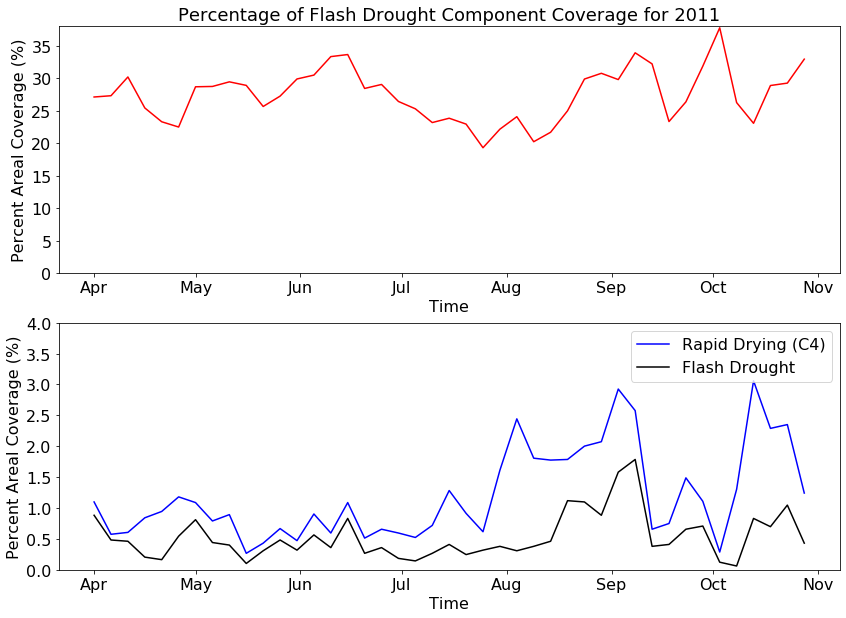 Percentage of Flash Drought Component Coverage for 2011
Percent Areal Coverage (%)
35
30
25
20
15
10
5
0
Apr May Jun Jul Aug Sep Oct Nov
Time
Percent Areal Coverage (%)
4.0
3.5
3.0
2.5
2.0
1.5
1.0
0.5
0.0
Rapid Drying (C4)
Flash Drought
Apr May Jun Jul Aug Sep Oct Nov
Time